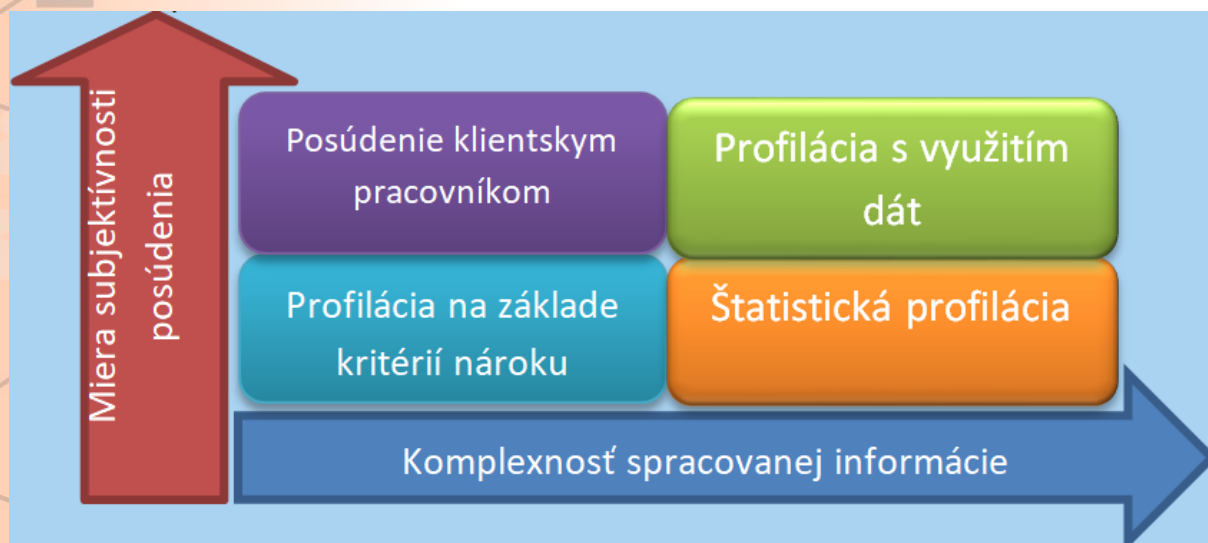 Miera subjektívnosti
posúdenia
Posúdenie klientskym
pracovníkom
Profilácia s využitím
dát
Profilácia na základe
kritérií nároku
Štatistická profilácia
Komplexnosť spracovanej informácie